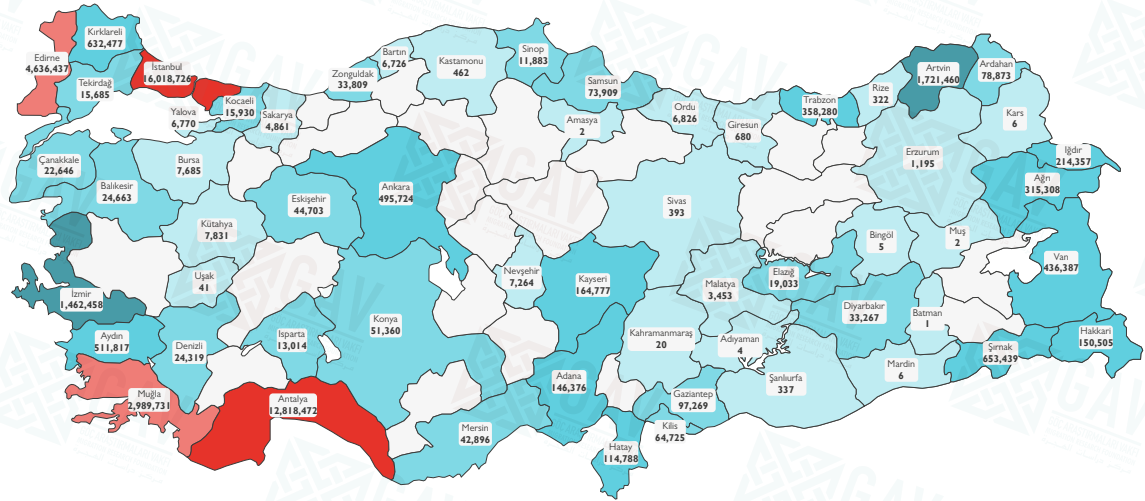 Edirne
4,636,437
Kırklareli
632,477
Tekirdağ
15,685
İstanbul
16,018,726
Yalova
6,770
Kocaeli
15,930
Sakarya
4,861
Zonguldak
33,809
Bartın
6,726
Kastamonu
462
Sinop
11,883
Samsun
73,909
Amasya
2
Ordu
6,826
Giresun
680
Trabzon
358,280
Rize
322
Artvin
1,721,460
Ardahan
78,873
Kars
6
Iğdır
214,357
Ağrı
315,308
Erzurum
1,195
Çanakkale
22,646
Balıkesir
24,663
Bursa
7,685
Kütahya
7,831
Eskişehir
44,703
Ankara
495,724
Sivas
393
Bingöl
5
Muş
2
Van
436,387
İzmir
1,462,458
Uşak
41
Nevşehir
7,264
Kayseri
164,777
Malatya
3,453
Elazığ
19,033
Diyarbakır
33,267
Batman
1
Aydın
511,817
Denizli
24,319
Isparta
13,014
Konya
51,360
Kahramanmaraş
20
Adıyaman
4
Şanlıurfa
337
Mardin
6
Şırnak
653,439
Hakkari
150,505
Muğla
2,989,731
Antalya
12,818,472
Mersin
42,896
Adana
146,376
Gaziantep
97,269
Kilis
64,725
Hatay
114,788
GAV